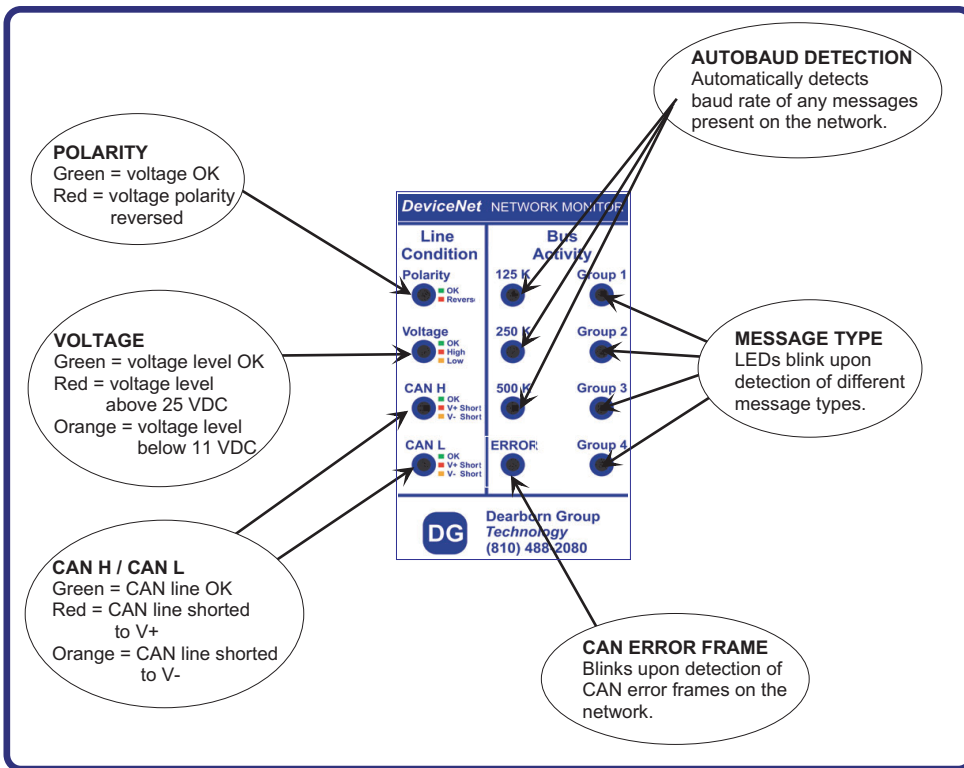 AUTOBAUD DETECTION
Automatically detects
baud rate of any messages
present on the network.
POLARITY
Green = voltage OK
Red = voltage polarity
reversed
VOLTAGE
Green = voltage level OK
Red = voltage level
above 25 VDC
Orange = voltage level
below 11 VDC
CAN H / CAN L
Green = CAN line OK
Red = CAN line shorted
to V+
Orange = CAN line shorted
to V-
DeviceNet NETWORK MONITOR
Line
Condition
Polarity
OK
Reverse
Voltage
OK
High
Low
CAN H
OK
V+ Short
V- Short
CAN L
OK
V+ Short
V- Short
Bus
Activity
125 K
Group 1
250 K
Group 2
500 K
Group 3
ERROR
Group 4
DG
Dearborn Group
Technology
(810) 488-2080
MESSAGE TYPE
LEDs blink upon
detection of different
message types.
CAN ERROR FRAME
Blinks upon detection of
CAN error frames on the
network.